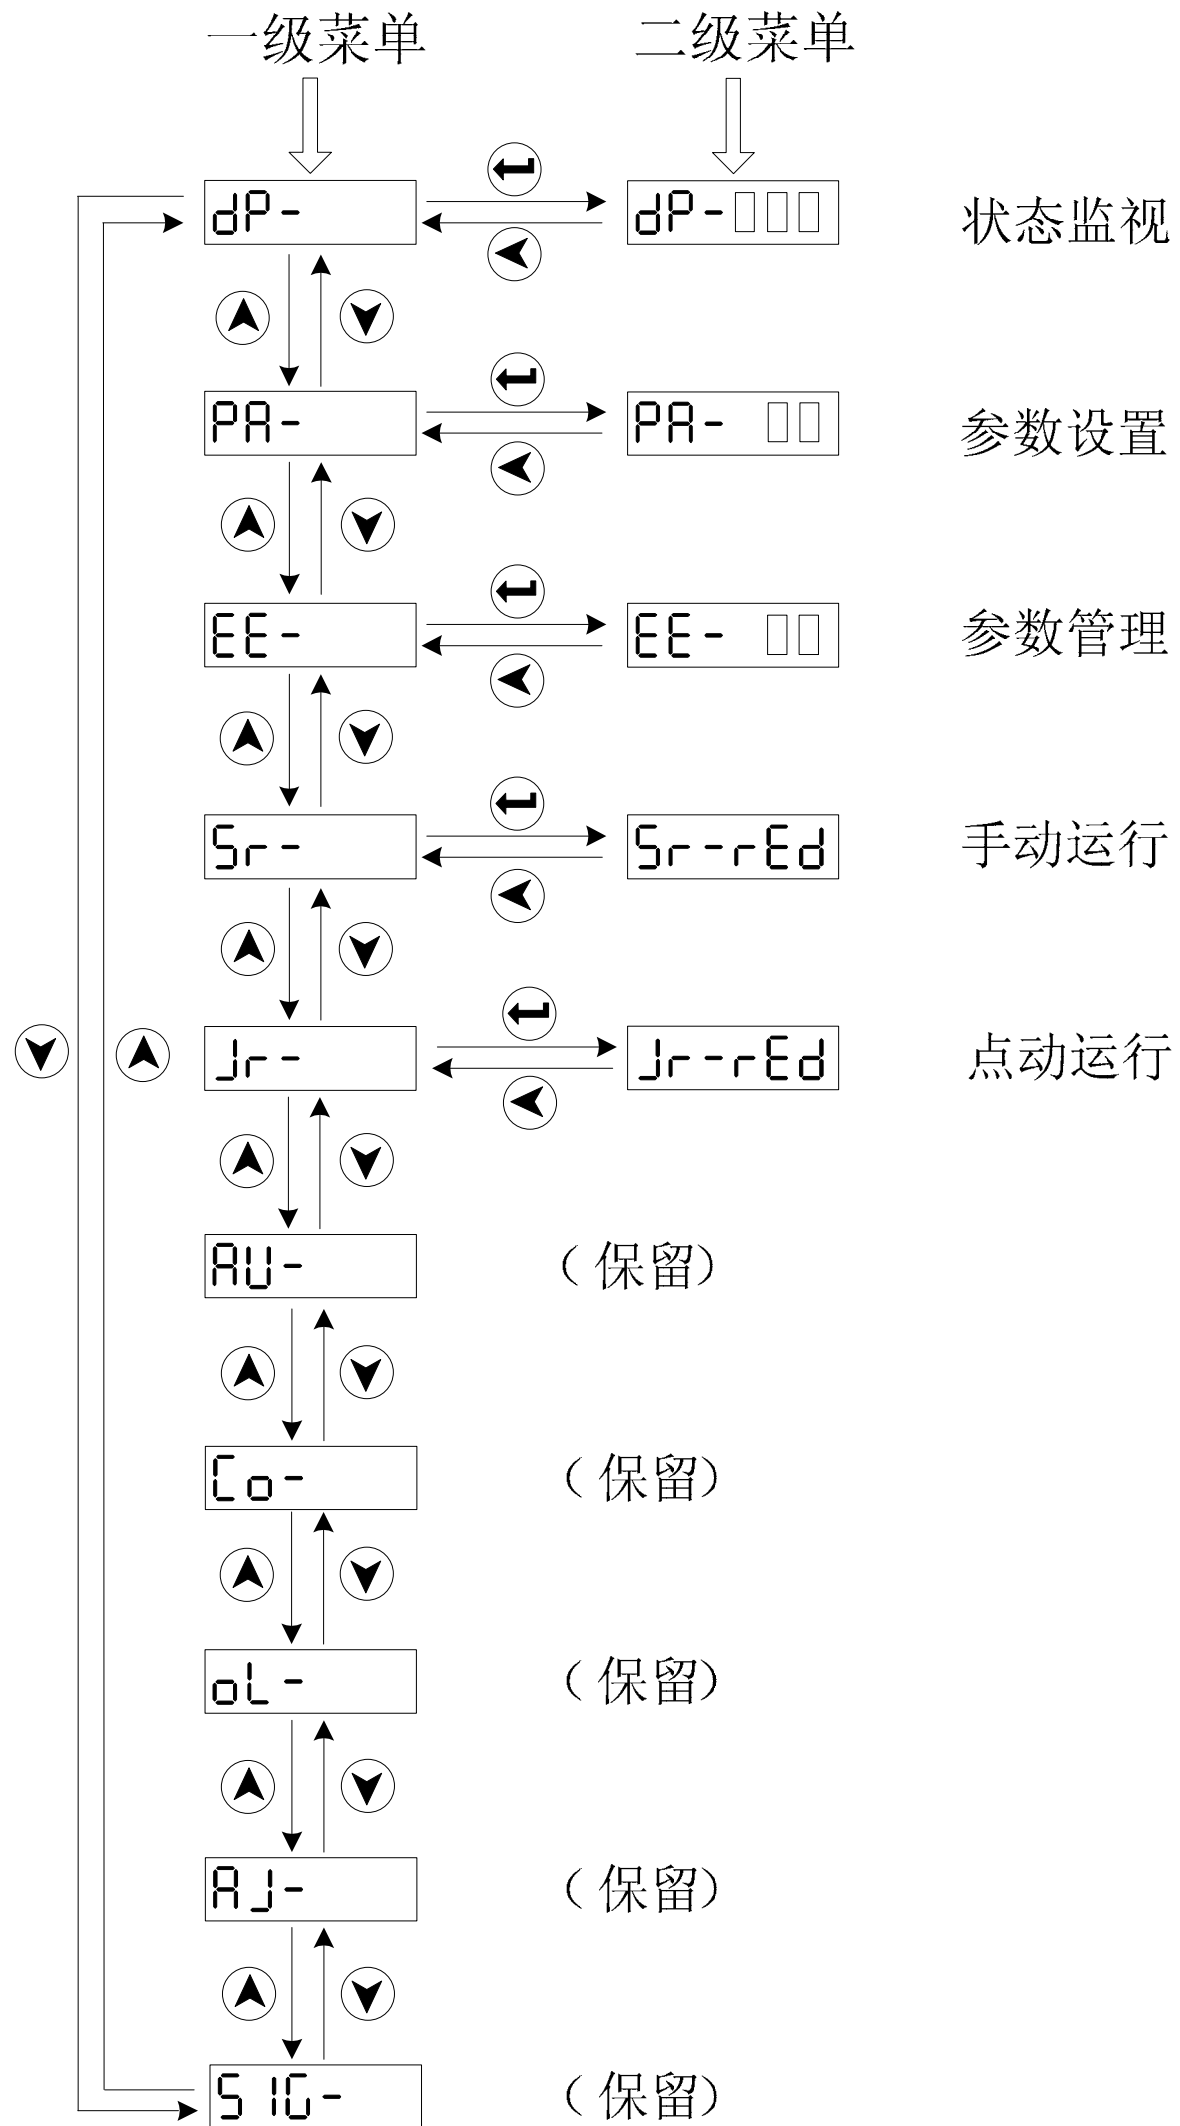 一级菜单 二级菜单
dP- dP- 状态监视
PA- PA- 参数设置
EE- EE- 参数管理
Sr- Sr-rEd 手动运行
Jr- Jr-rEd 点动运行
AU- （保留）
Co- （保留）
oL- （保留）
AJ- （保留）
SIG- （保留）